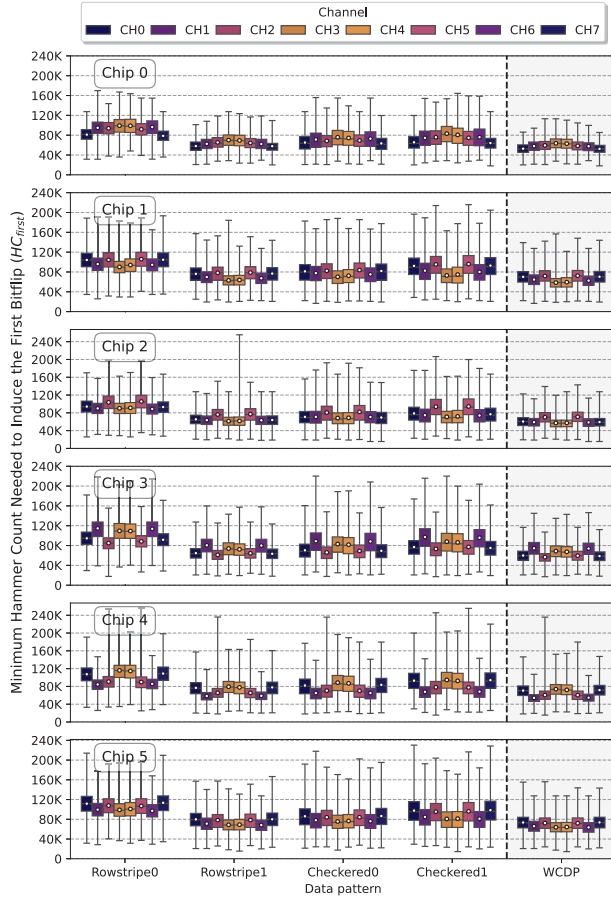 Channel
CH0 CH1 CH2 CH3 CH4 CH5 CH6 CH7
Minimum Hammer Count Needed to Induce the First Bitflip (HC_first)
240K
200K
160K
120K
80K
40K
0
Chip 0
240K
200K
160K
120K
80K
40K
0
Chip 1
240K
200K
160K
120K
80K
40K
0
Chip 2
240K
200K
160K
120K
80K
40K
0
Chip 3
240K
200K
160K
120K
80K
40K
0
Chip 4
240K
200K
160K
120K
80K
40K
0
Chip 5
Rowstripe0 Rowstripe1 Checkered0 Checkered1 WCDP
Data pattern